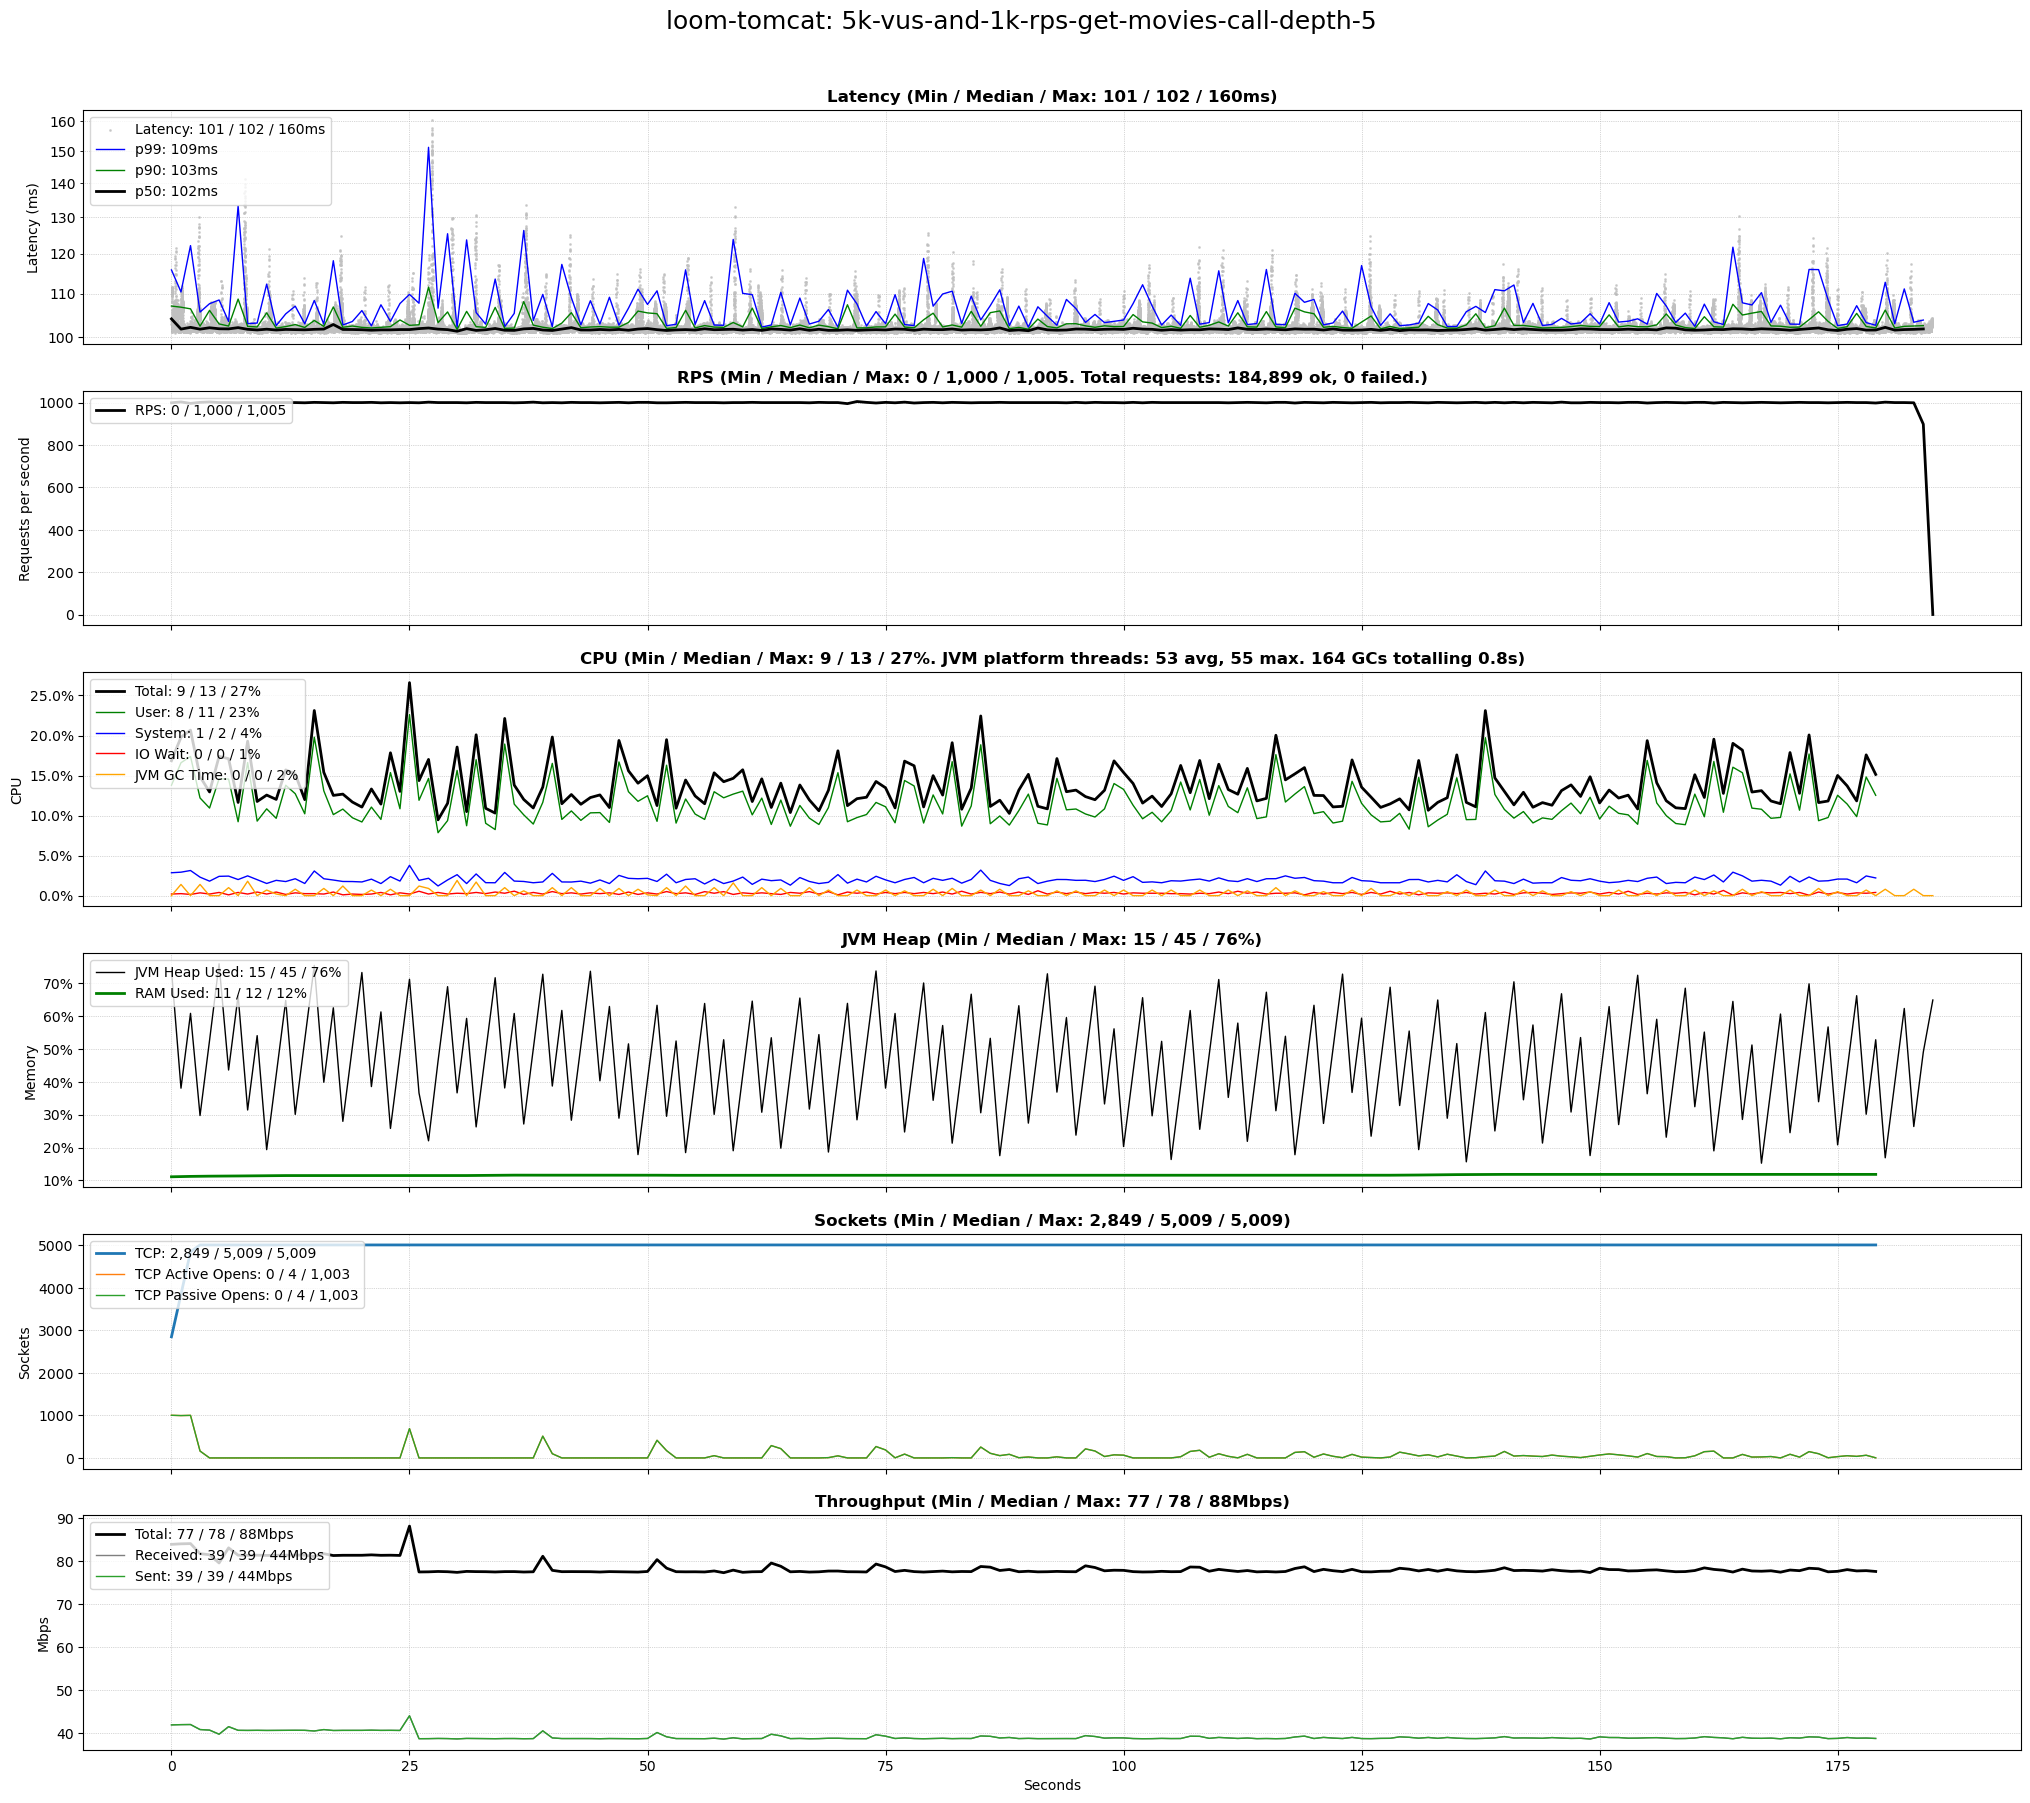 loom-tomcat: 5k-vus-and-1k-rps-get-movies-call-depth-5
Latency (Min / Median / Max: 101 / 102 / 160ms)
Latency (ms)
160
150
140
130
120
110
100
Latency: 101 / 102 / 160ms
p99: 109ms
p90: 103ms
p50: 102ms
RPS (Min / Median / Max: 0 / 1,000 / 1,005. Total requests: 184,899 ok, 0 failed.)
Requests per second
1000
800
600
400
200
0
RPS: 0 / 1,000 / 1,005
CPU (Min / Median / Max: 9 / 13 / 27%. JVM platform threads: 53 avg, 55 max. 164 GCs totalling 0.8s)
CPU
25.0%
20.0%
15.0%
10.0%
5.0%
0.0%
Total: 9 / 13 / 27%
User: 8 / 11 / 23%
System: 1 / 2 / 4%
IO Wait: 0 / 0 / 1%
JVM GC Time: 0 / 0 / 2%
JVM Heap (Min / Median / Max: 15 / 45 / 76%)
Memory
70%
60%
50%
40%
30%
20%
10%
JVM Heap Used: 15 / 45 / 76%
RAM Used: 11 / 12 / 12%
Sockets (Min / Median / Max: 2,849 / 5,009 / 5,009)
Sockets
5000
4000
3000
2000
1000
0
TCP: 2,849 / 5,009 / 5,009
TCP Active Opens: 0 / 4 / 1,003
TCP Passive Opens: 0 / 4 / 1,003
Throughput (Min / Median / Max: 77 / 78 / 88Mbps)
Mbps
90
80
70
60
50
40
Total: 77 / 78 / 88Mbps
Received: 39 / 39 / 44Mbps
Sent: 39 / 39 / 44Mbps
0 25 50 75 100 125 150 175
Seconds